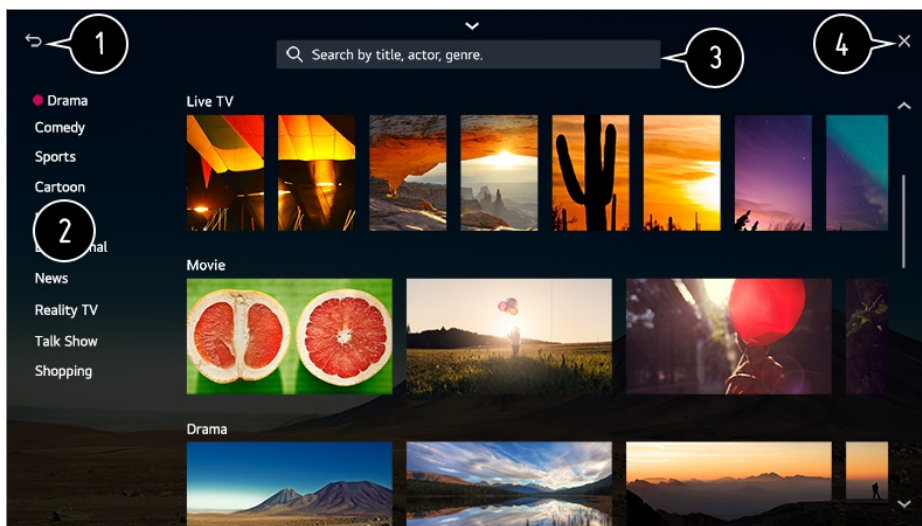 1
3
4
Search by title, actor, genre.
Drama
Comedy
Sports
Cartoon
2
News
Reality TV
Talk Show
Shopping
Live TV
Movie
Drama